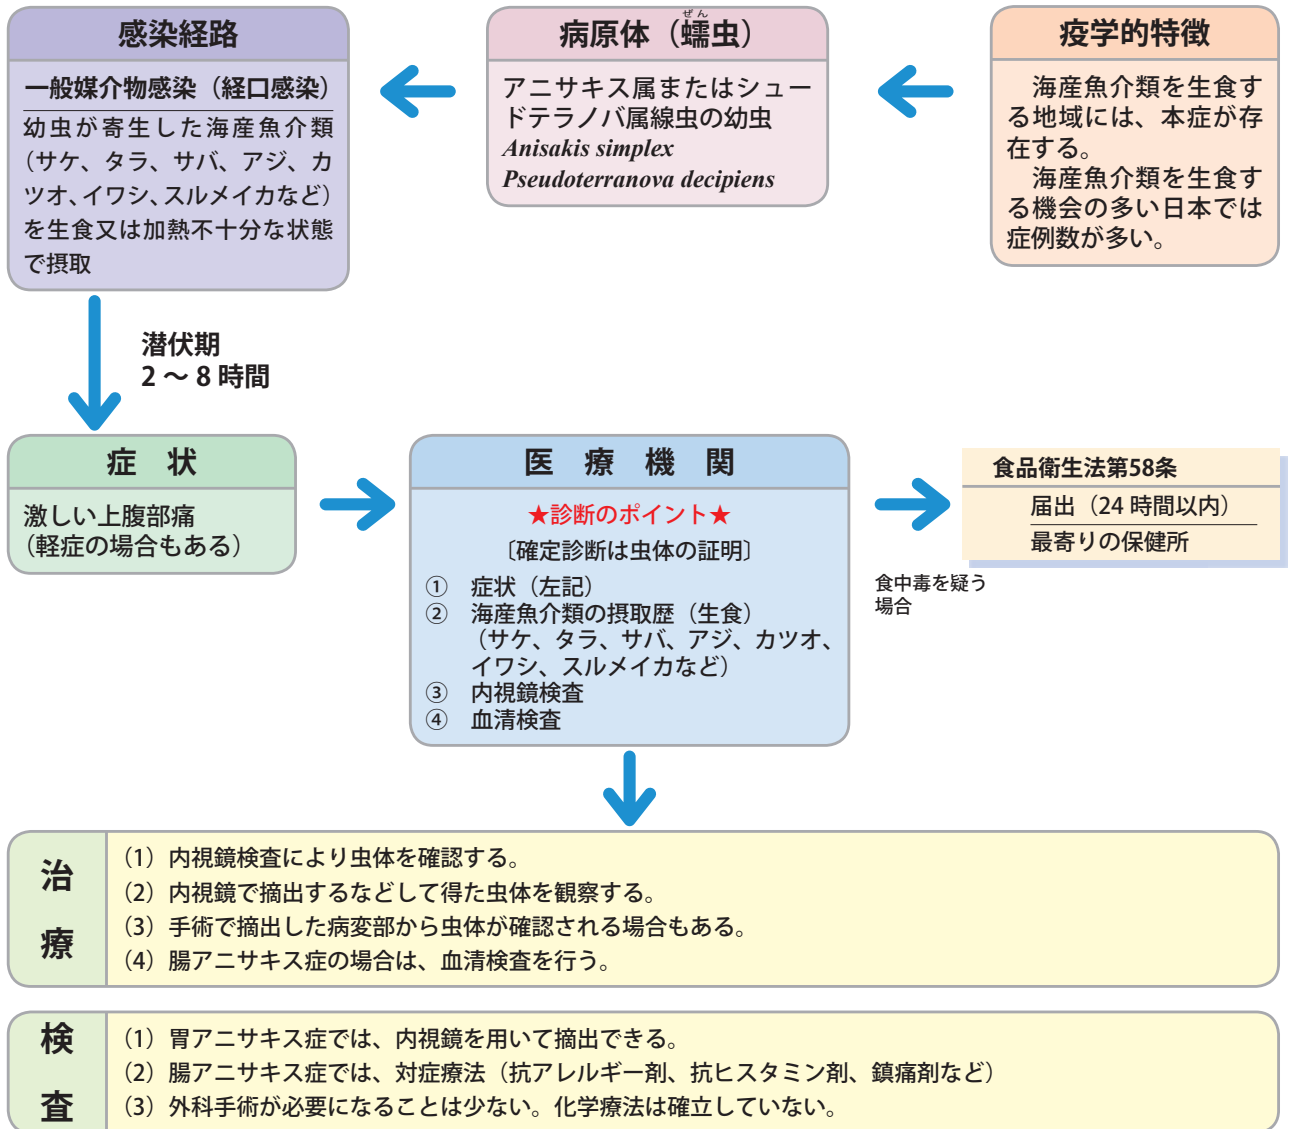 感染経路
一般媒介物感染（経口感染）
幼虫が寄生した海産魚介類
（サケ、タラ、サバ、アジ、カ
ツオ、イワシ、スルメイカなど）
を生食又は加熱不十分な状態
で摂取
ぜん
病原体（蠕虫）
アニサキス属またはシュー
ドテラノバ属線虫の幼虫
Anisakis simplex
Pseudoterranova decipiens
疫学的特徴
海産魚介類を生食す
る地域には、本症が存
在する。
海産魚介類を生食す
る機会の多い日本では
症例数が多い。
潜伏期
2 〜 8 時間
症　状
激しい上腹部痛
（軽症の場合もある）
医　療　機　関
★診断のポイント★
〔確定診断は虫体の証明〕
①　症状（左記）
②　海産魚介類の摂取歴（生食）
（サケ、タラ、サバ、アジ、カツオ、
イワシ、スルメイカなど）
③　内視鏡検査
④　血清検査
食品衛生法第58条
届出（24 時間以内）
最寄りの保健所
食中毒を疑う
場合
治療
（1）内視鏡検査により虫体を確認する。
（2）内視鏡で摘出するなどして得た虫体を観察する。
（3）手術で摘出した病変部から虫体が確認される場合もある。
（4）腸アニサキス症の場合は、血清検査を行う。
検査
（1）胃アニサキス症では、内視鏡を用いて摘出できる。
（2）腸アニサキス症では、対症療法（抗アレルギー剤、抗ヒスタミン剤、鎮痛剤など）
（3）外科手術が必要になることは少ない。化学療法は確立していない。